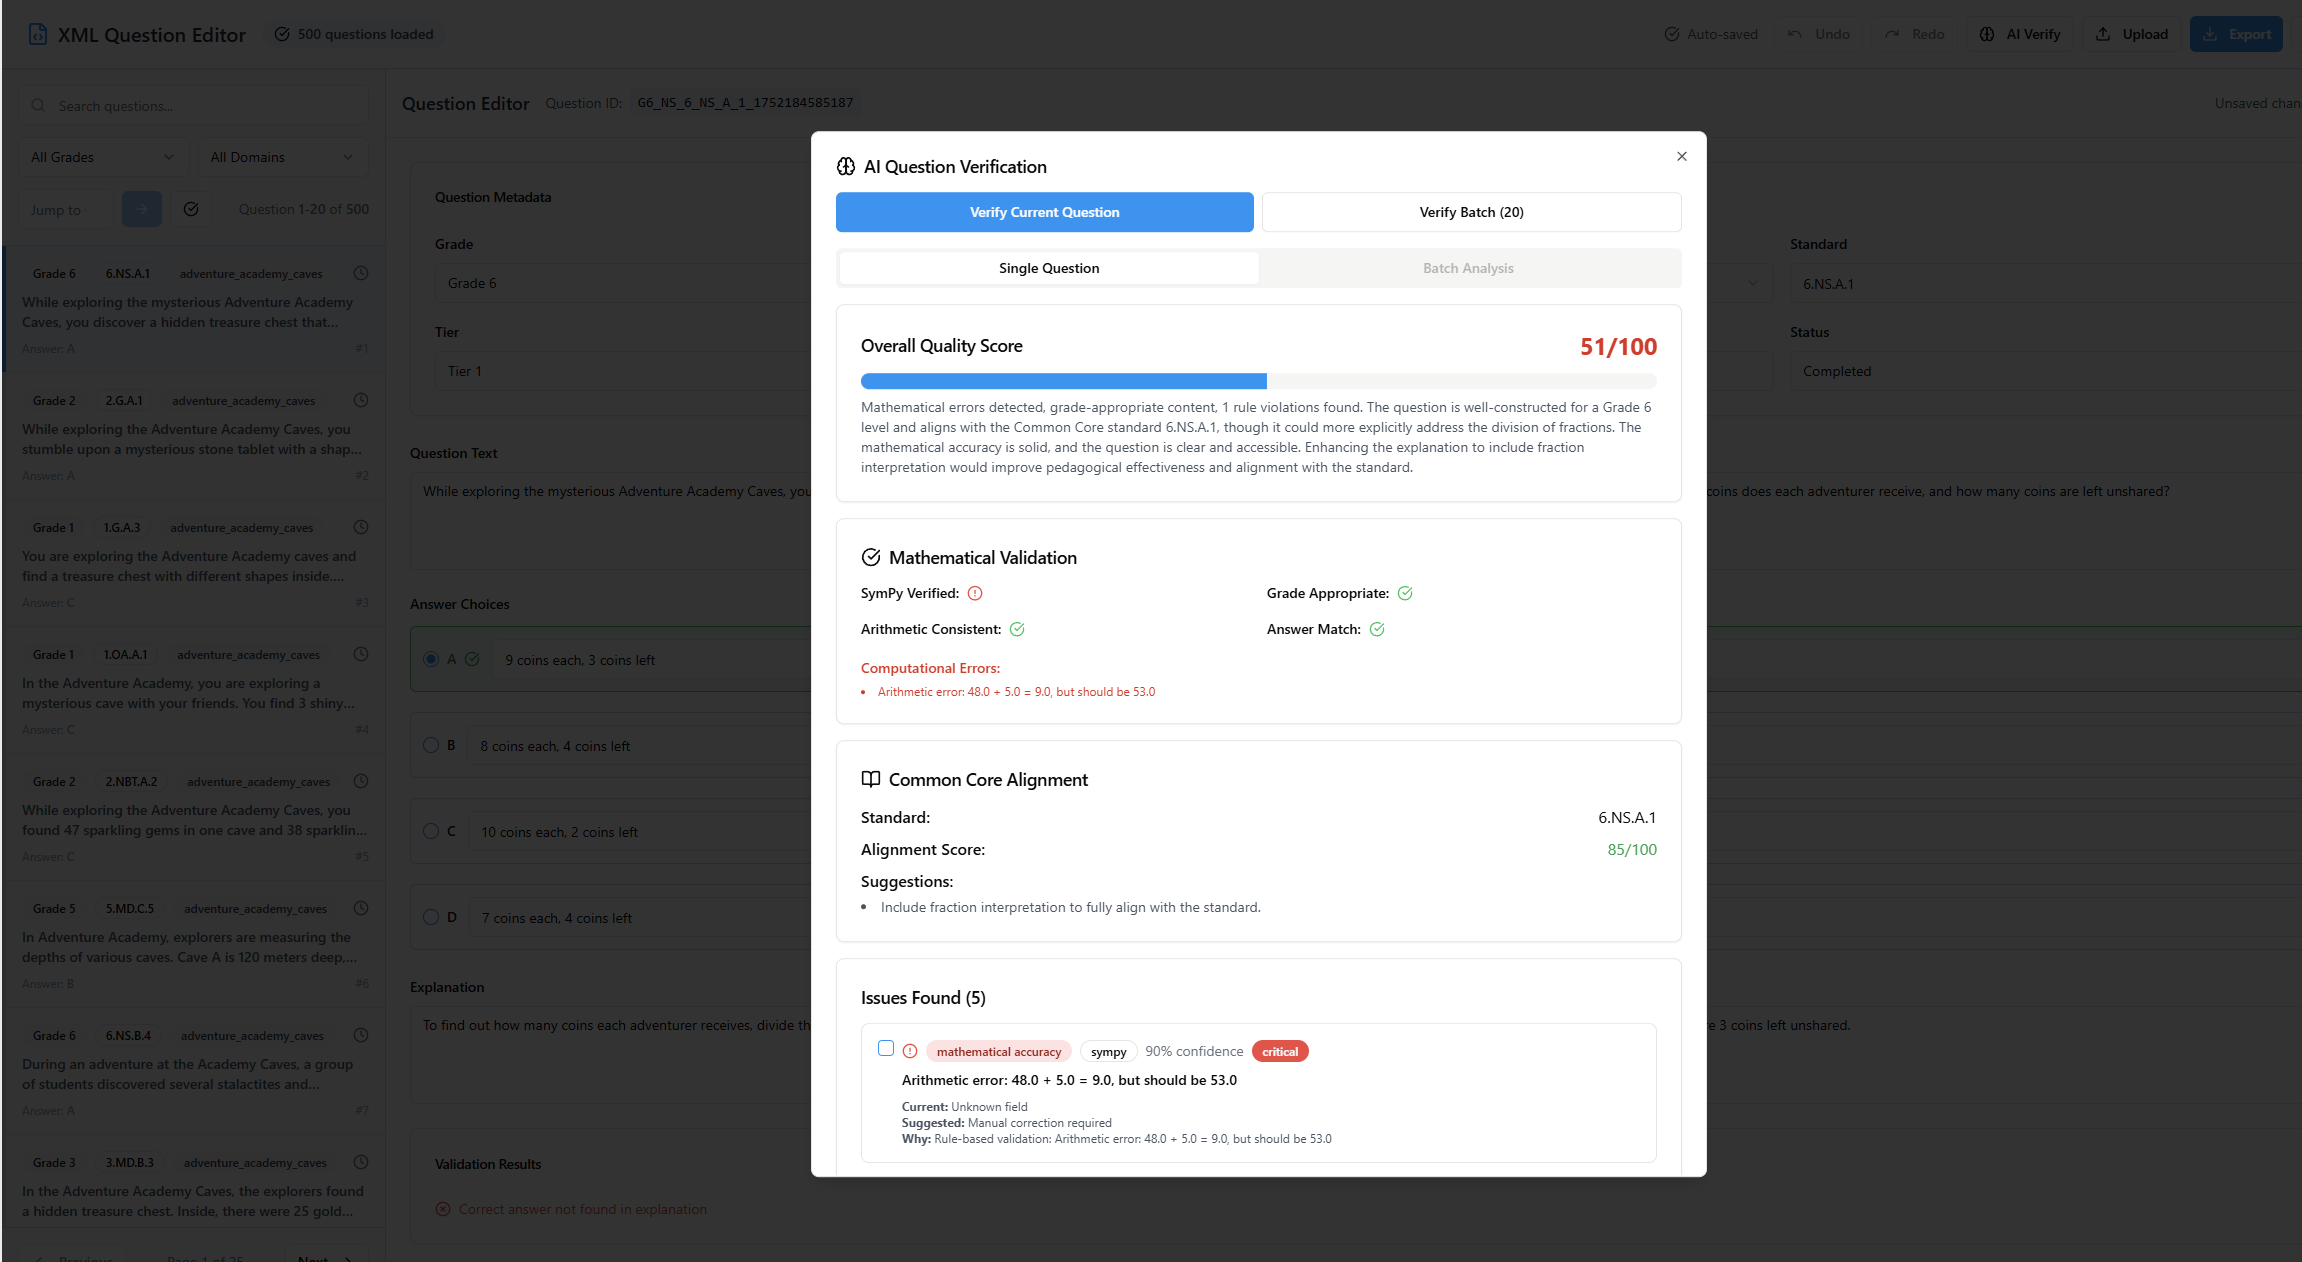 XML Question Editor
500 questions loaded
Auto-saved
Undo
Redo
AI Verify
Upload
Export
Search questions...
All Grades
All Domains
Jump to
Question 1-20 of 500
Grade 6 6.NS.A.1 adventure_academy_caves
While exploring the mysterious Adventure Academy
Caves, you discover a hidden treasure chest that...
Answer: A #1
Grade 2 2.G.A.1 adventure_academy_caves
While exploring the Adventure Academy Caves, you
stumble upon a mysterious stone tablet with a shap...
Answer: A #2
Grade 1 1.G.A.3 adventure_academy_caves
You are exploring the Adventure Academy caves and
find a treasure chest with different shapes inside....
Answer: C #3
Grade 1 1.OA.A.1 adventure_academy_caves
In the Adventure Academy, you are exploring a
mysterious cave with your friends. You find 3 shiny...
Answer: C #4
Grade 2 2.NBT.A.2 adventure_academy_caves
While exploring the Adventure Academy Caves, you
found 47 sparkling gems in one cave and 38 sparklin...
Answer: C #5
Grade 5 5.MD.C.5 adventure_academy_caves
In Adventure Academy, explorers are measuring the
depths of various caves. Cave A is 120 meters deep,...
Answer: B #6
Grade 6 6.NS.B.4 adventure_academy_caves
During an adventure at the Academy Caves, a group
of students discovered several stalactites and...
Answer: A #7
Grade 3 3.MD.B.3 adventure_academy_caves
In the Adventure Academy Caves, the explorers found
a hidden treasure chest. Inside, there were 25 gold...
Previous Page 1 of 25 Next
Question Editor Question ID: G6_NS_6_NS_A_1_1752184585187
Unsaved chan
Question Metadata
Grade
Grade 6
Standard
6.NS.A.1
Tier
Tier 1
Status
Completed
Question Text
While exploring the mysterious Adventure Academy Caves, you
coins does each adventurer receive, and how many coins are left unshared?
Answer Choices
A 9 coins each, 3 coins left
B 8 coins each, 4 coins left
C 10 coins each, 2 coins left
D 7 coins each, 4 coins left
Explanation
To find out how many coins each adventurer receives, divide th
e 3 coins left unshared.
Validation Results
Correct answer not found in explanation
AI Question Verification
Verify Current Question
Verify Batch (20)
Single Question
Batch Analysis
Overall Quality Score 51/100
Mathematical errors detected, grade-appropriate content, 1 rule violations found. The question is well-constructed for a Grade 6
level and aligns with the Common Core standard 6.NS.A.1, though it could more explicitly address the division of fractions. The
mathematical accuracy is solid, and the question is clear and accessible. Enhancing the explanation to include fraction
interpretation would improve pedagogical effectiveness and alignment with the standard.
Mathematical Validation
SymPy Verified: Grade Appropriate:
Arithmetic Consistent: Answer Match:
Computational Errors:
• Arithmetic error: 48.0 + 5.0 = 9.0, but should be 53.0
Common Core Alignment
Standard: 6.NS.A.1
Alignment Score: 85/100
Suggestions:
• Include fraction interpretation to fully align with the standard.
Issues Found (5)
mathematical accuracy sympy 90% confidence critical
Arithmetic error: 48.0 + 5.0 = 9.0, but should be 53.0
Current: Unknown field
Suggested: Manual correction required
Why: Rule-based validation: Arithmetic error: 48.0 + 5.0 = 9.0, but should be 53.0